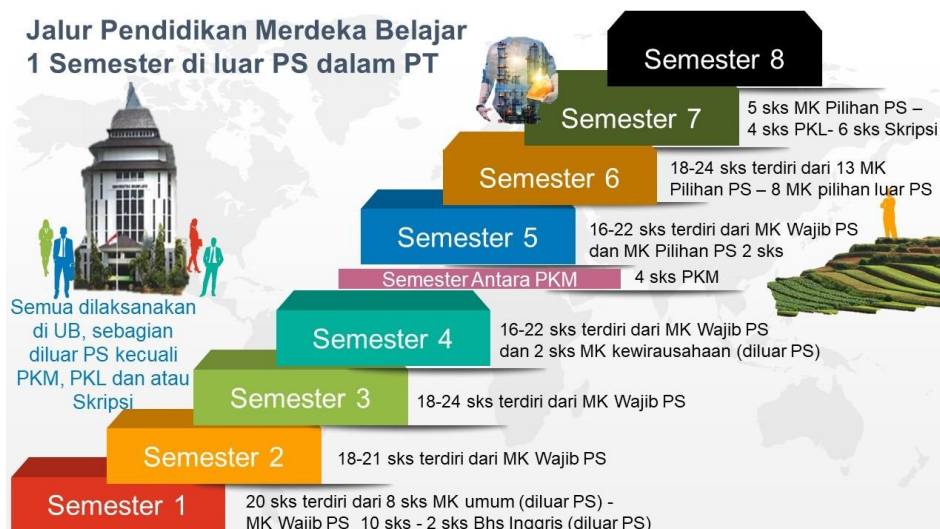 Jalur Pendidikan Merdeka Belajar
1 Semester di luar PS dalam PT
Semester 8
Semester 7
5 sks MK Pilihan PS –
4 sks PKL- 6 sks Skripsi
Semester 6
18-24 sks terdiri dari 13 MK
Pilihan PS – 8 MK pilihan luar PS
Semester 5
16-22 sks terdiri dari MK Wajib PS
dan MK Pilihan PS 2 sks
Semester Antara PKM
4 sks PKM
Semua dilaksanakan
di UB, sebagian
diluar PS kecuali
PKM, PKL dan atau
Skripsi
Semester 4
16-22 sks terdiri dari MK Wajib PS
dan 2 sks MK kewirausahaan (diluar PS)
Semester 3
18-24 sks terdiri dari MK Wajib PS
Semester 2
18-21 sks terdiri dari MK Wajib PS
Semester 1
20 sks terdiri dari 8 sks MK umum (diluar PS) -
MK Wajib PS 10 sks - 2 sks Bhs Inggris (diluar PS)